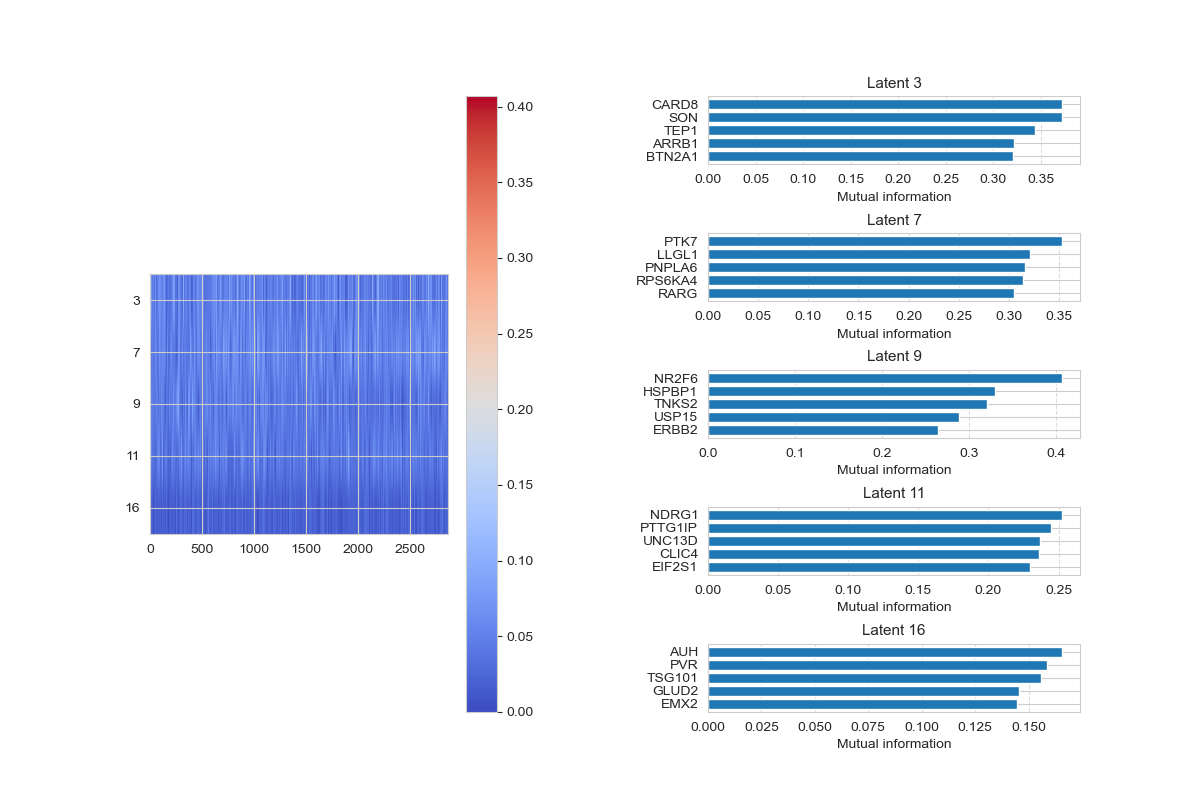 3
7
9
11
16
0 500 1000 1500 2000 2500
0.40
0.35
0.30
0.25
0.20
0.15
0.10
0.05
0.00
Latent 3
CARD8
SON
TEP1
ARRB1
BTN2A1
0.00 0.05 0.10 0.15 0.20 0.25 0.30 0.35
Mutual information
Latent 7
PTK7
LLGL1
PNPLA6
RPS6KA4
RARG
0.00 0.05 0.10 0.15 0.20 0.25 0.30 0.35
Mutual information
Latent 9
NR2F6
HSPBP1
TNKS2
USP15
ERBB2
0.0 0.1 0.2 0.3 0.4
Mutual information
Latent 11
NDRG1
PTTG1IP
UNC13D
CLIC4
EIF2S1
0.00 0.05 0.10 0.15 0.20 0.25
Mutual information
Latent 16
AUH
PVR
TSG101
GLUD2
EMX2
0.000 0.025 0.050 0.075 0.100 0.125 0.150
Mutual information